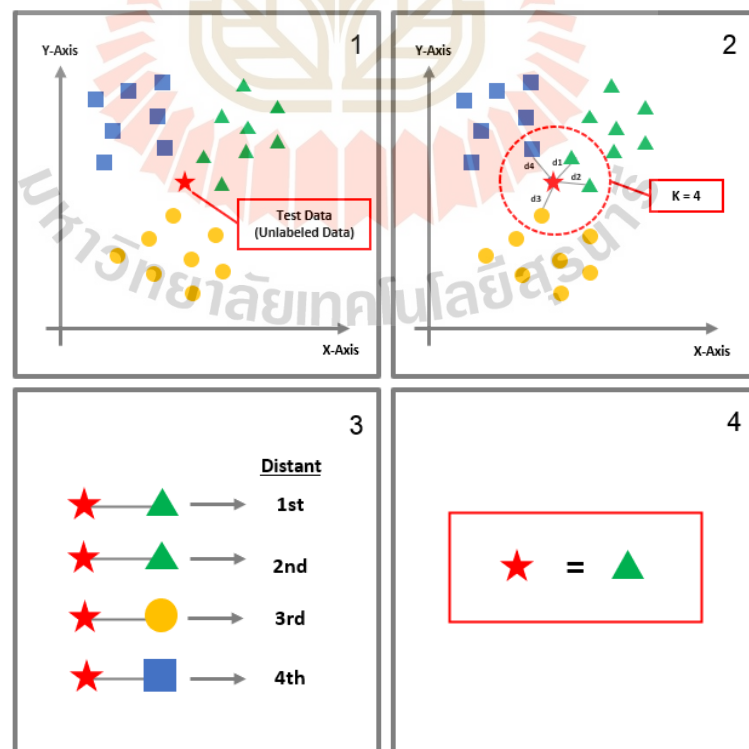 1
Y-Axis
Test Data
(Unlabeled Data)
X-Axis
2
Y-Axis
d4
d1
d2
d3
K = 4
X-Axis
มหาวิทยาลัยเทคโนโลยีสุรนารี
3
Distant
1st
2nd
3rd
4th
4
=